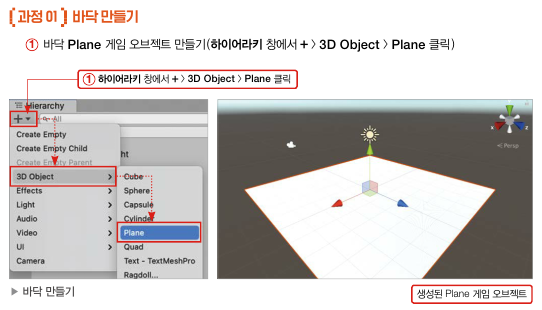 [과정 01] 바닥 만들기
① 바닥 Plane 게임 오브젝트 만들기(하이어라키 창에서 + > 3D Object > Plane 클릭)
① 하이어라키 창에서 + > 3D Object > Plane 클릭
Hierarchy
All
Create Empty
Create Empty Child
Create Empty Parent
3D Object
Effects
Light
Audio
Video
UI
Camera
ht
Cube
Sphere
Capsule
Cylinder
Plane
Quad
Text - TextMeshPro
Ragdoll...
y
x
z
< Persp
▶ 바닥 만들기
생성된 Plane 게임 오브젝트